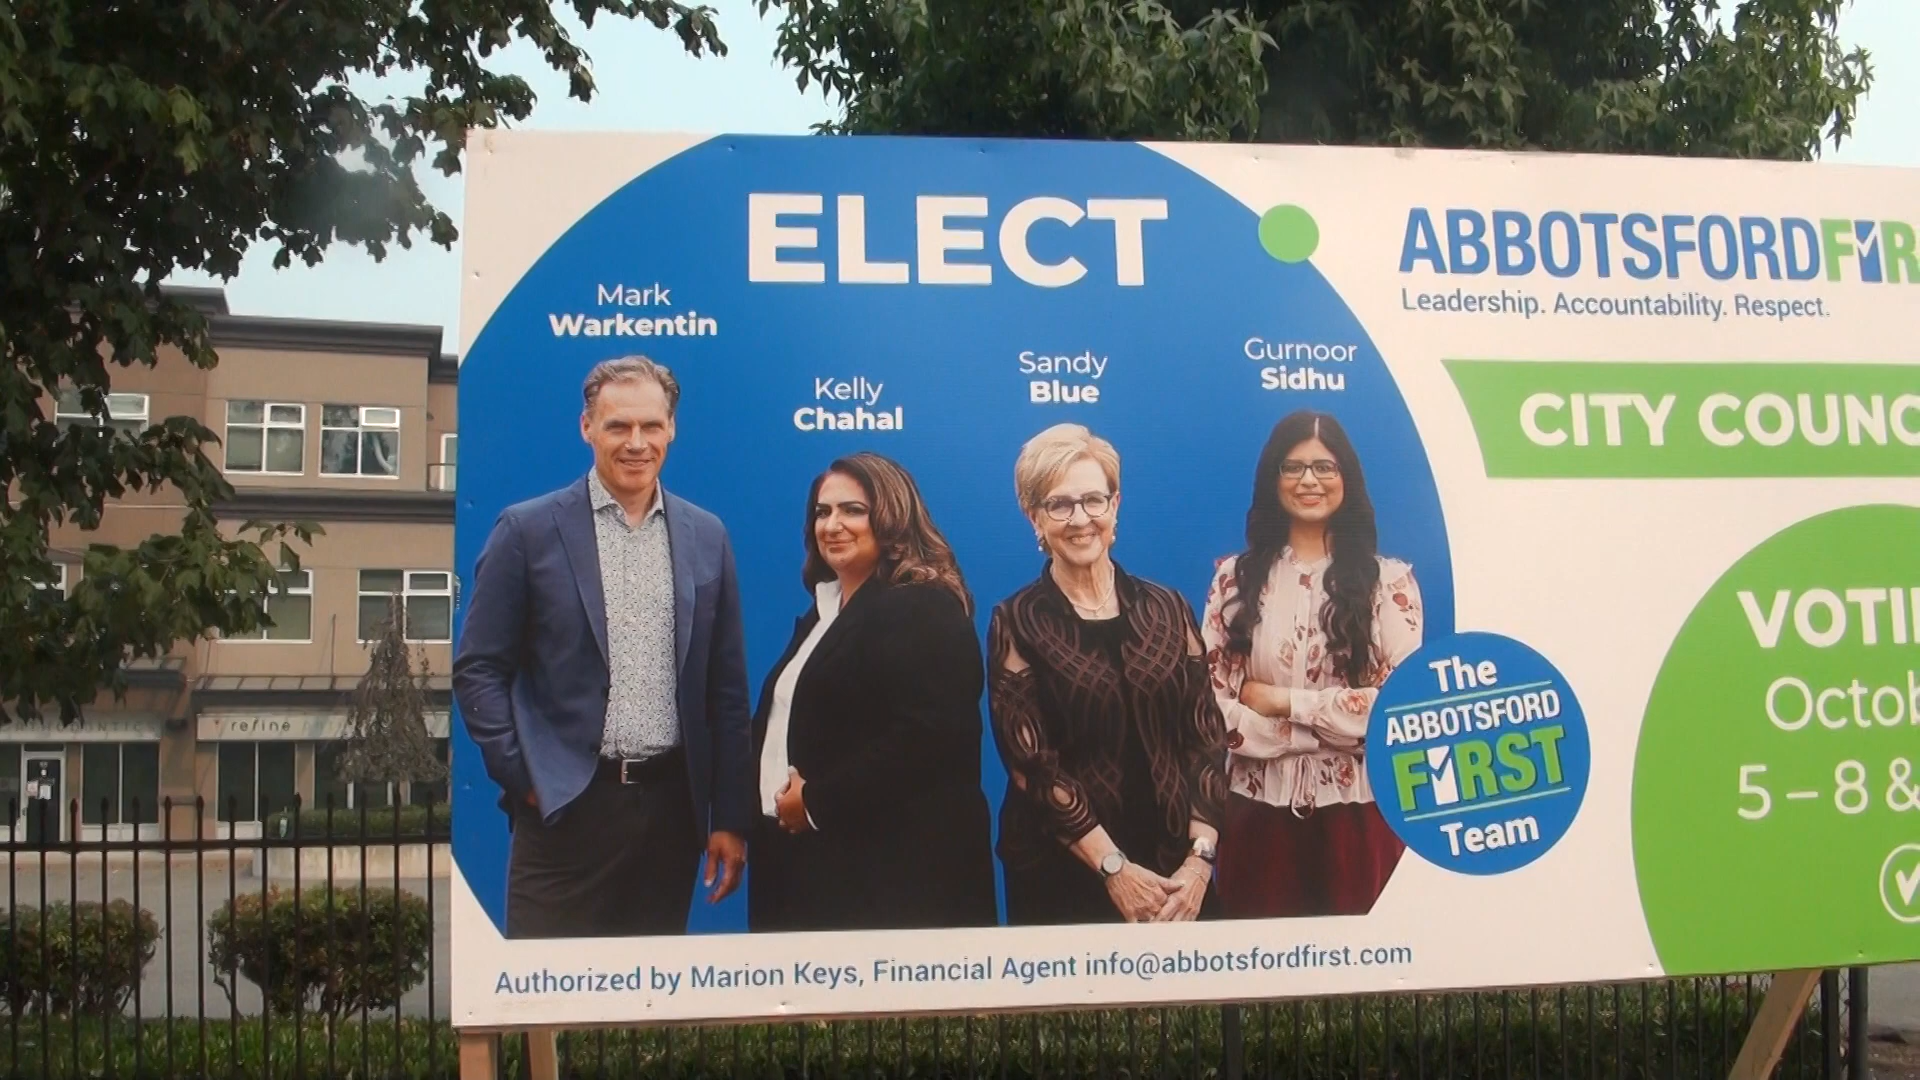 ELECT
Mark
Warkentin
Kelly
Chahal
Sandy
Blue
Gurnoor
Sidhu
ABBOTSFORDFIR
Leadership. Accountability. Respect.
CITY COUNC
VOTI
Octob
5 – 8 &
The
ABBOTSFORD
FIRST
Team
Authorized by Marion Keys, Financial Agent info@abbotsfordfirst.com
refine